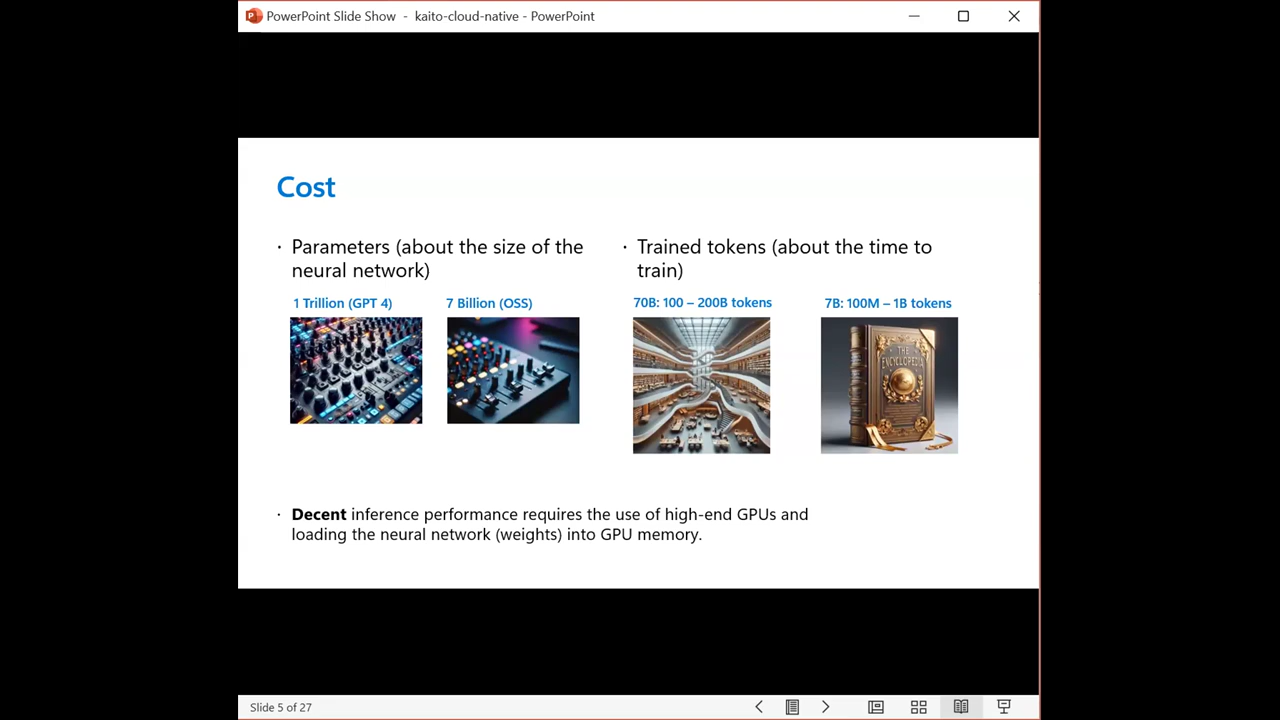 PowerPoint Slide Show - kaito-cloud-native - PowerPoint
Cost
· Parameters (about the size of the
neural network)
1 Trillion (GPT 4)
7 Billion (OSS)
· Trained tokens (about the time to
train)
70B: 100 – 200B tokens
7B: 100M – 1B tokens
THE
ENCYCLOPEDIA
· Decent inference performance requires the use of high-end GPUs and
loading the neural network (weights) into GPU memory.
Slide 5 of 27